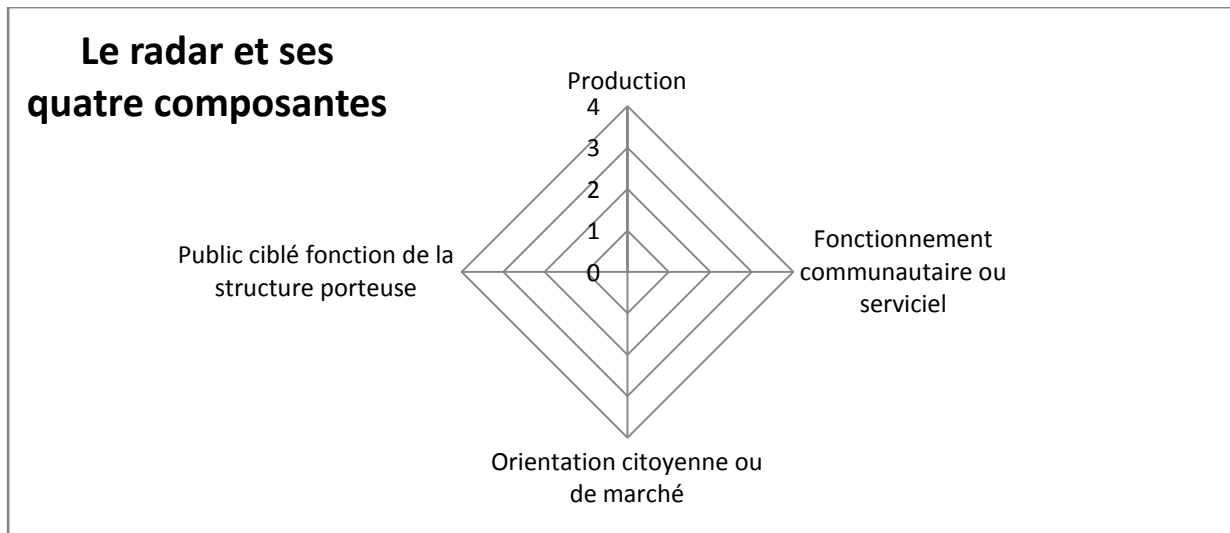 Le radar et ses
quatre composantes
Production
4
3
2
1
0
Public ciblé fonction de la
structure porteuse
Fonctionnement
communautaire ou
serviciel
Orientation citoyenne ou
de marché